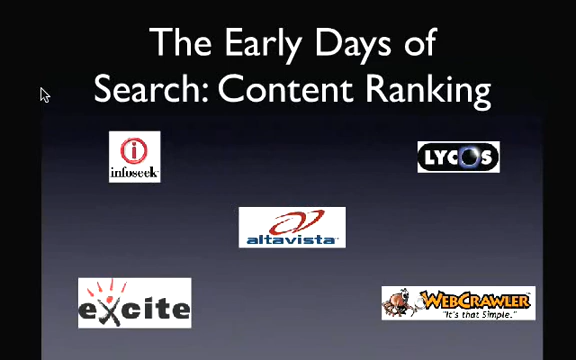 The Early Days of
Search: Content Ranking
infoseek
LYCOS
altavista
excite
WEBCRAWLER
"It's that Simple."